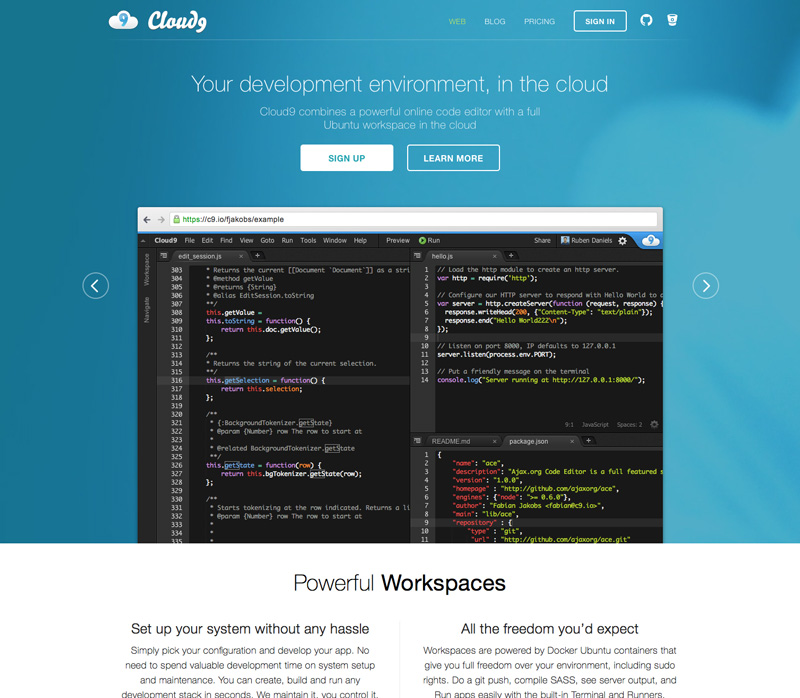 9 Cloud9
WEB BLOG PRICING SIGN IN
Your development environment, in the cloud
Cloud9 combines a powerful online code editor with a full
Ubuntu workspace in the cloud
SIGN UP LEARN MORE
https://c9.io/fjakobs/example
Cloud9 File Edit Find View Goto Run Tools Window Help Preview Run Share Ruben Daniels 9
Workspace
Navigate
edit_session.js × +
303 * Returns the current [[Document `Document`]] as a stri
304 * @method getValue
305 * @returns {String}
306 * @alias EditSession.toString
307 **/
308 this.getValue =
309 this.toString = function() {
310 return this.doc.getValue();
311 };
312
313 /**
314 * Returns the string of the current selection.
315 **/
316 this.getSelection = function() {
317 return this.selection;
318 };
319
320 /**
321 * {:BackgroundTokenizer.getState}
322 * @param {Number} row The row to start at
323 *
324 * @related BackgroundTokenizer.getState
325 **/
326 this.getState = function(row) {
327 return this.bgTokenizer.getState(row);
328 };
329
330 /**
331 * Starts tokenizing at the row indicated. Returns a li
332 * @param {Number} row The row to start at
333 *
334 *
335 *
hello.js × +
1 // Load the http module to create an http server.
2 var http = require('http');
3
4 // Configure our HTTP server to respond with Hello World to a
5 var server = http.createServer(function (request, response) {
6 response.writeHead(200, {"Content-Type": "text/plain"});
7 response.end("Hello World222\n");
8 });
9
10 // Listen on port 8000, IP defaults to 127.0.0.1
11 server.listen(process.env.PORT);
12
13 // Put a friendly message on the terminal
14 console.log("Server running at http://127.0.0.1:8000/");
9:1 JavaScript Spaces: 2
README.md × package.json × +
1 {
2 "name": "ace",
3 "description": "Ajax.org Code Editor is a full featured s
4 "version": "1.0.0",
5 "homepage" : "http://github.com/ajaxorg/ace",
6 "engines": {"node": ">= 0.6.0"},
7 "author": "Fabian Jakobs <fabian@c9.io>",
8 "main": "lib/ace",
9 "repository" : {
10 "type" : "git",
11 "url" : "http://github.com/ajaxorg/ace.git"
Powerful Workspaces
Set up your system without any hassle
Simply pick your configuration and develop your app. No
need to spend valuable development time on system setup
and maintenance. You can create, build and run any
development stack in seconds. We maintain it, you control it.
All the freedom you'd expect
Workspaces are powered by Docker Ubuntu containers that
give you full freedom over your environment, including sudo
rights. Do a git push, compile SASS, see server output, and
Run apps easily with the built-in Terminal and Runners.